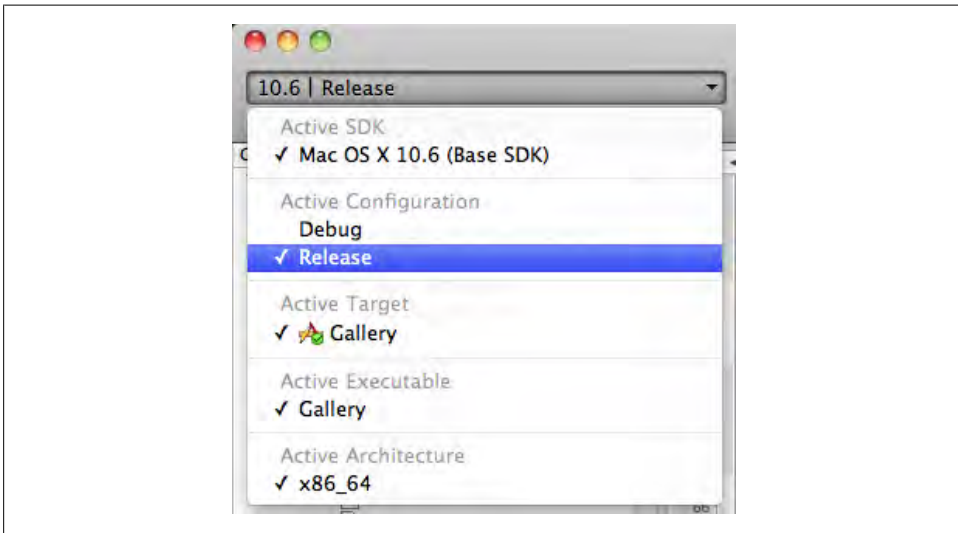 10.6 | Release
Active SDK
✓ Mac OS X 10.6 (Base SDK)
Active Configuration
Debug
✓ Release
Active Target
✓ Gallery
Active Executable
✓ Gallery
Active Architecture
✓ x86_64